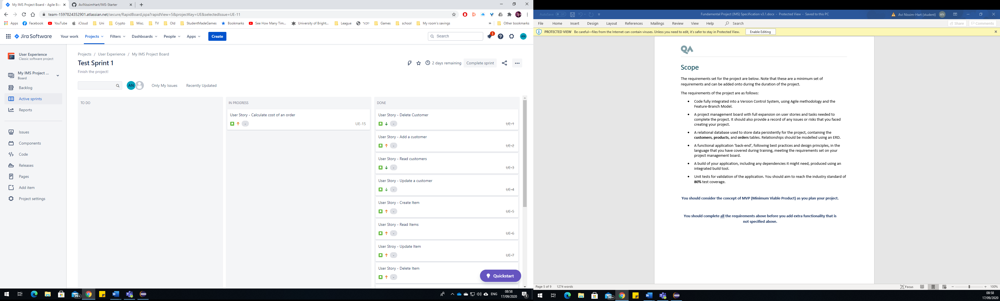 My IMS Project Board - Agile Boa
AviNissimHart/IMS-Starter
team-1597824352901.atlassian.net/secure/RapidBoard.jspa?rapidView=5&projectKey=UE&selectedIssue=UE-11
Apps Facebook YouTube iCloud Uni Crypto Misc. TV Old StudentMadeGames Bookmarks See How Many Tim... University of Bright... League יזכור Games school My room's savings » Other bookmarks
Jira Software Your work Projects Filters Dashboards People Apps Create Search 1 AN
User Experience
Classic software project
My IMS Project ...
Board
Backlog
Active sprints
Reports
Issues
Components
Code
Releases
Pages
Add item
Project settings
Projects / User Experience / My IMS Project Board
Test Sprint 1
2 days remaining Complete sprint
Finish the project!
AN Only My Issues Recently Updated
TO DO
IN PROGRESS
User Story - Calculate cost of an order
- UE-15
DONE
User Story - Delete Customer
- UE-1
User Story - Add a customer
- UE-2
User Story - Read customers
- UE-3
User Story - Update a customer
- UE-4
User Story - Create Item
- UE-5
User Story - Read Items
- UE-6
User Stroy - Update Item
- UE-7
User Story - Delete Item
-
Quickstart
99+
ENG
08:58
17/09/2020
3
AutoSave Off
Fundamental Project (IMS) Specification v3.1.docx - Protected View - Saved to this PC
Avi Nissim-Hart (student) AN
File Home Insert Design Layout References Mailings Review View Help Search Share Comments
PROTECTED VIEW Be careful—files from the Internet can contain viruses. Unless you need to edit, it's safer to stay in Protected View. Enable Editing
QA
Scope
The requirements set for the project are below. Note that these are a minimum set of
requirements and can be added onto during the duration of the project.
The requirements of the project are as follows:
• Code fully integrated into a Version Control System, using Agile methodology and the
Feature-Branch Model.
• A project management board with full expansion on user stories and tasks needed to
complete the project. It should also provide a record of any issues or risks that you faced
creating your project.
• A relational database used to store data persistently for the project, containing the
customers, products, and orders tables. Relationships should be modelled using an ERD.
• A functional application ‘back-end’, following best practices and design principles, in the
language that you have covered during training, meeting the requirements set on your
project management board.
• A build of your application, including any dependencies it might need, produced using an
integrated build tool.
• Unit tests for validation of the application. You should aim to reach the industry standard of
80% test coverage.
You should consider the concept of MVP (Minimum Viable Product) as you plan your project.
You should complete all the requirements above before you add extra functionality that is
not specified above.
Page 5 of 9 1274 words
Focus
100%
99+
08:58
17/09/2020